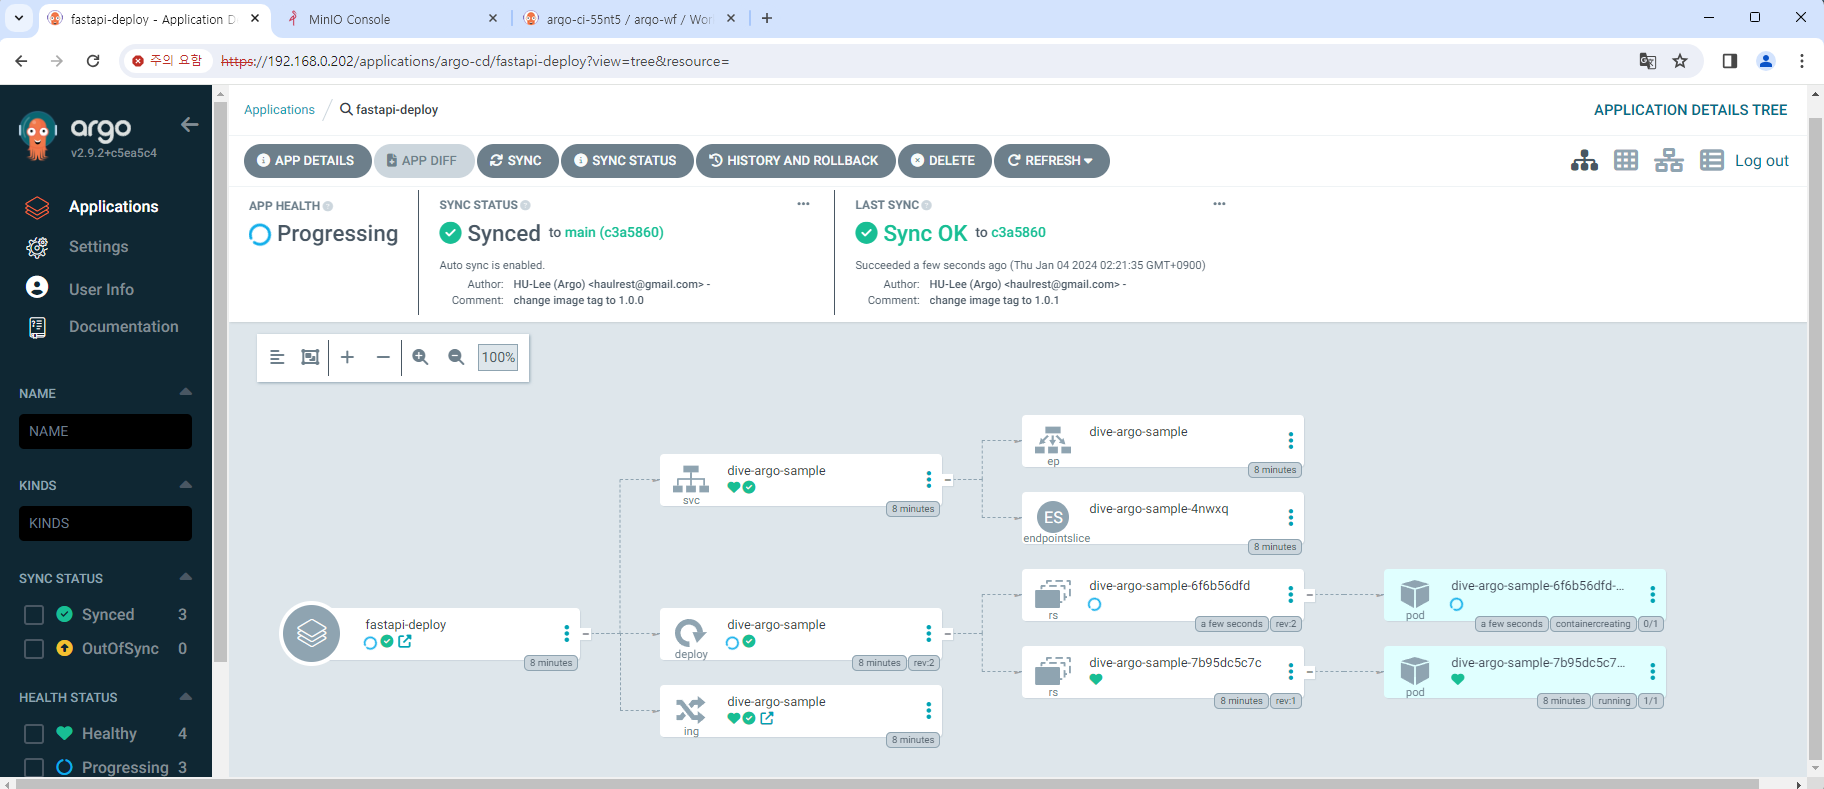 fastapi-deploy - Application D
MinIO Console
argo-ci-55nt5 / argo-wf / Wor
주의 요함
https://192.168.0.202/applications/argo-cd/fastapi-deploy?view=tree&resource=
argo
v2.9.2+c5ea5c4
Applications
Settings
User Info
Documentation
NAME
NAME
KINDS
KINDS
SYNC STATUS
Synced 3
OutOfSync 0
HEALTH STATUS
Healthy 4
Progressing 3
Applications / fastapi-deploy
APPLICATION DETAILS TREE
APP DETAILS
APP DIFF
SYNC
SYNC STATUS
HISTORY AND ROLLBACK
DELETE
REFRESH
Log out
APP HEALTH
Progressing
SYNC STATUS
Synced to main (c3a5860)
Auto sync is enabled.
Author: HU-Lee (Argo) <haulrest@gmail.com> -
Comment: change image tag to 1.0.0
LAST SYNC
Sync OK to c3a5860
Succeeded a few seconds ago (Thu Jan 04 2024 02:21:35 GMT+0900)
Author: HU-Lee (Argo) <haulrest@gmail.com> -
Comment: change image tag to 1.0.1
100%
fastapi-deploy
8 minutes
dive-argo-sample
svc
8 minutes
dive-argo-sample
deploy
8 minutes rev:2
dive-argo-sample
ing
8 minutes
dive-argo-sample
ep
8 minutes
ES
dive-argo-sample-4nwxq
endpointslice
8 minutes
dive-argo-sample-6f6b56dfd
rs
a few seconds rev:2
dive-argo-sample-7b95dc5c7c
rs
8 minutes rev:1
dive-argo-sample-6f6b56dfd-...
pod
a few seconds containercreating 0/1
dive-argo-sample-7b95dc5c7...
pod
8 minutes running 1/1